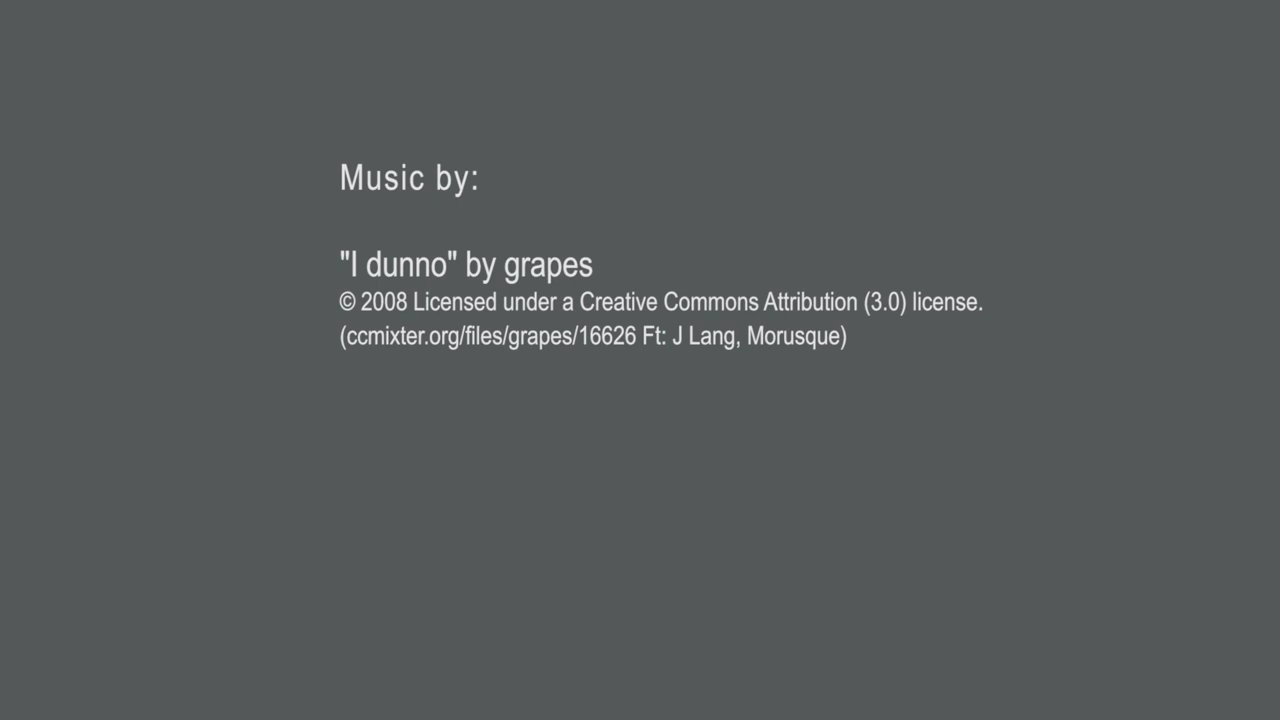 Music by:
"I dunno" by grapes
© 2008 Licensed under a Creative Commons Attribution (3.0) license.
(ccmixter.org/files/grapes/16626 Ft: J Lang, Morusque)